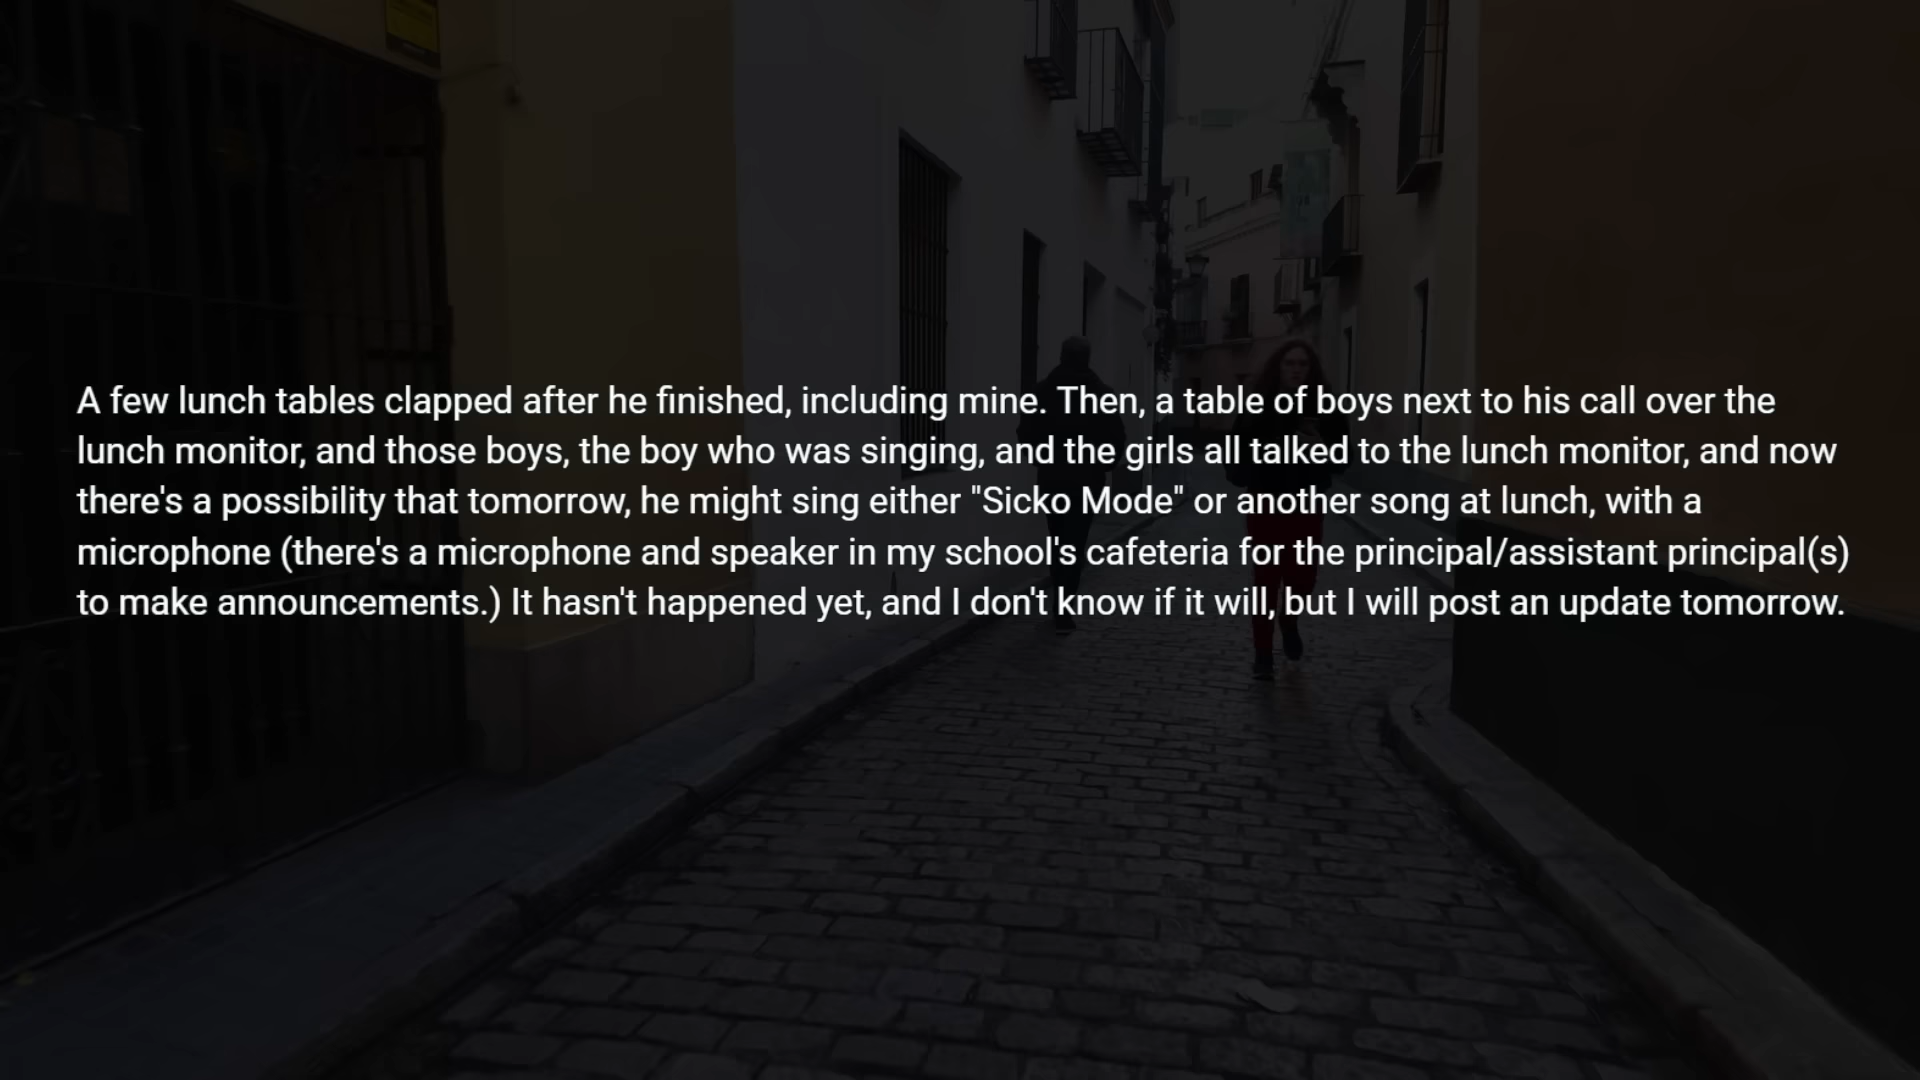 A few lunch tables clapped after he finished, including mine. Then, a table of boys next to his call over the
lunch monitor, and those boys, the boy who was singing, and the girls all talked to the lunch monitor, and now
there's a possibility that tomorrow, he might sing either "Sicko Mode" or another song at lunch, with a
microphone (there's a microphone and speaker in my school's cafeteria for the principal/assistant principal(s)
to make announcements.) It hasn't happened yet, and I don't know if it will, but I will post an update tomorrow.